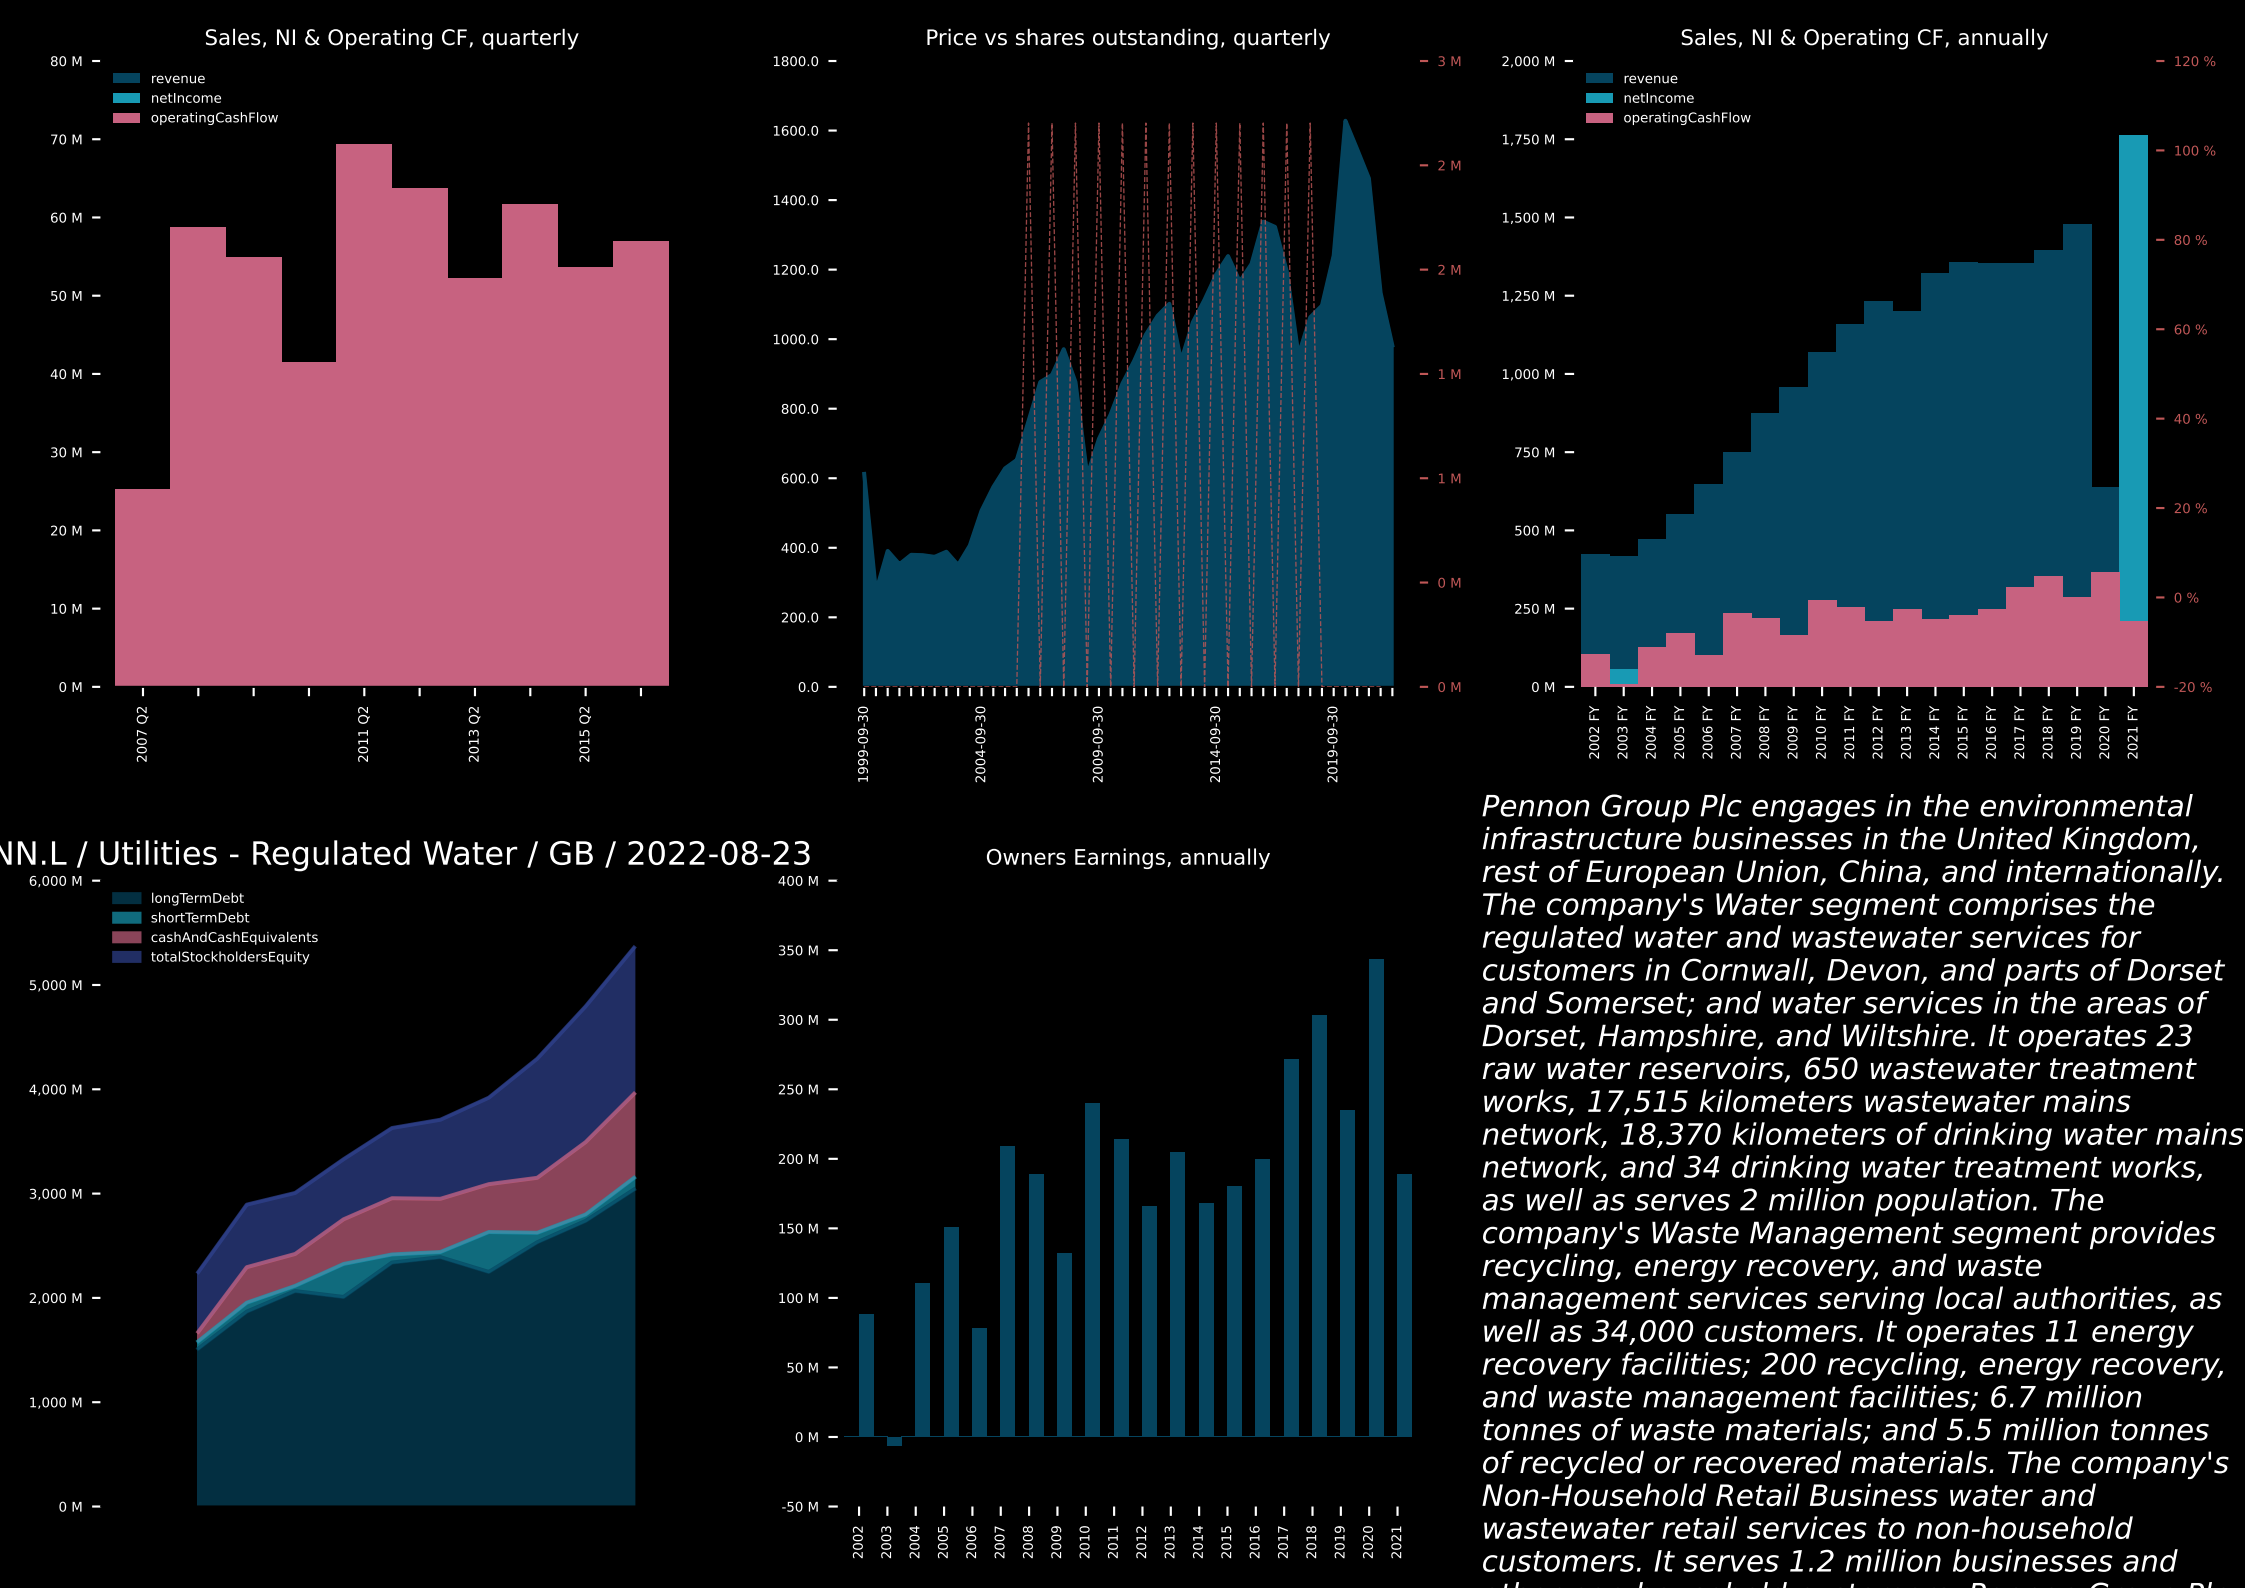 Sales, NI & Operating CF, quarterly
80 M
70 M
60 M
50 M
40 M
30 M
20 M
10 M
0 M
revenue
netIncome
operatingCashFlow
2007 Q2
2011 Q2
2013 Q2
2015 Q2
Price vs shares outstanding, quarterly
1800.0
1600.0
1400.0
1200.0
1000.0
800.0
600.0
400.0
200.0
0.0
3 M
2 M
2 M
1 M
1 M
0 M
0 M
1999-09-30
2004-09-30
2009-09-30
2014-09-30
2019-09-30
Sales, NI & Operating CF, annually
2,000 M
1,750 M
1,500 M
1,250 M
1,000 M
750 M
500 M
250 M
0 M
revenue
netIncome
operatingCashFlow
120 %
100 %
80 %
60 %
40 %
20 %
0 %
-20 %
2002 FY
2003 FY
2004 FY
2005 FY
2006 FY
2007 FY
2008 FY
2009 FY
2010 FY
2011 FY
2012 FY
2013 FY
2014 FY
2015 FY
2016 FY
2017 FY
2018 FY
2019 FY
2020 FY
2021 FY
NN.L / Utilities - Regulated Water / GB / 2022-08-23
6,000 M
5,000 M
4,000 M
3,000 M
2,000 M
1,000 M
0 M
longTermDebt
shortTermDebt
cashAndCashEquivalents
totalStockholdersEquity
Owners Earnings, annually
400 M
350 M
300 M
250 M
200 M
150 M
100 M
50 M
0 M
-50 M
2002
2003
2004
2005
2006
2007
2008
2009
2010
2011
2012
2013
2014
2015
2016
2017
2018
2019
2020
2021
Pennon Group Plc engages in the environmental
infrastructure businesses in the United Kingdom,
rest of European Union, China, and internationally.
The company's Water segment comprises the
regulated water and wastewater services for
customers in Cornwall, Devon, and parts of Dorset
and Somerset; and water services in the areas of
Dorset, Hampshire, and Wiltshire. It operates 23
raw water reservoirs, 650 wastewater treatment
works, 17,515 kilometers wastewater mains
network, 18,370 kilometers of drinking water mains
network, and 34 drinking water treatment works,
as well as serves 2 million population. The
company's Waste Management segment provides
recycling, energy recovery, and waste
management services serving local authorities, as
well as 34,000 customers. It operates 11 energy
recovery facilities; 200 recycling, energy recovery,
and waste management facilities; 6.7 million
tonnes of waste materials; and 5.5 million tonnes
of recycled or recovered materials. The company's
Non-Household Retail Business water and
wastewater retail services to non-household
customers. It serves 1.2 million businesses and